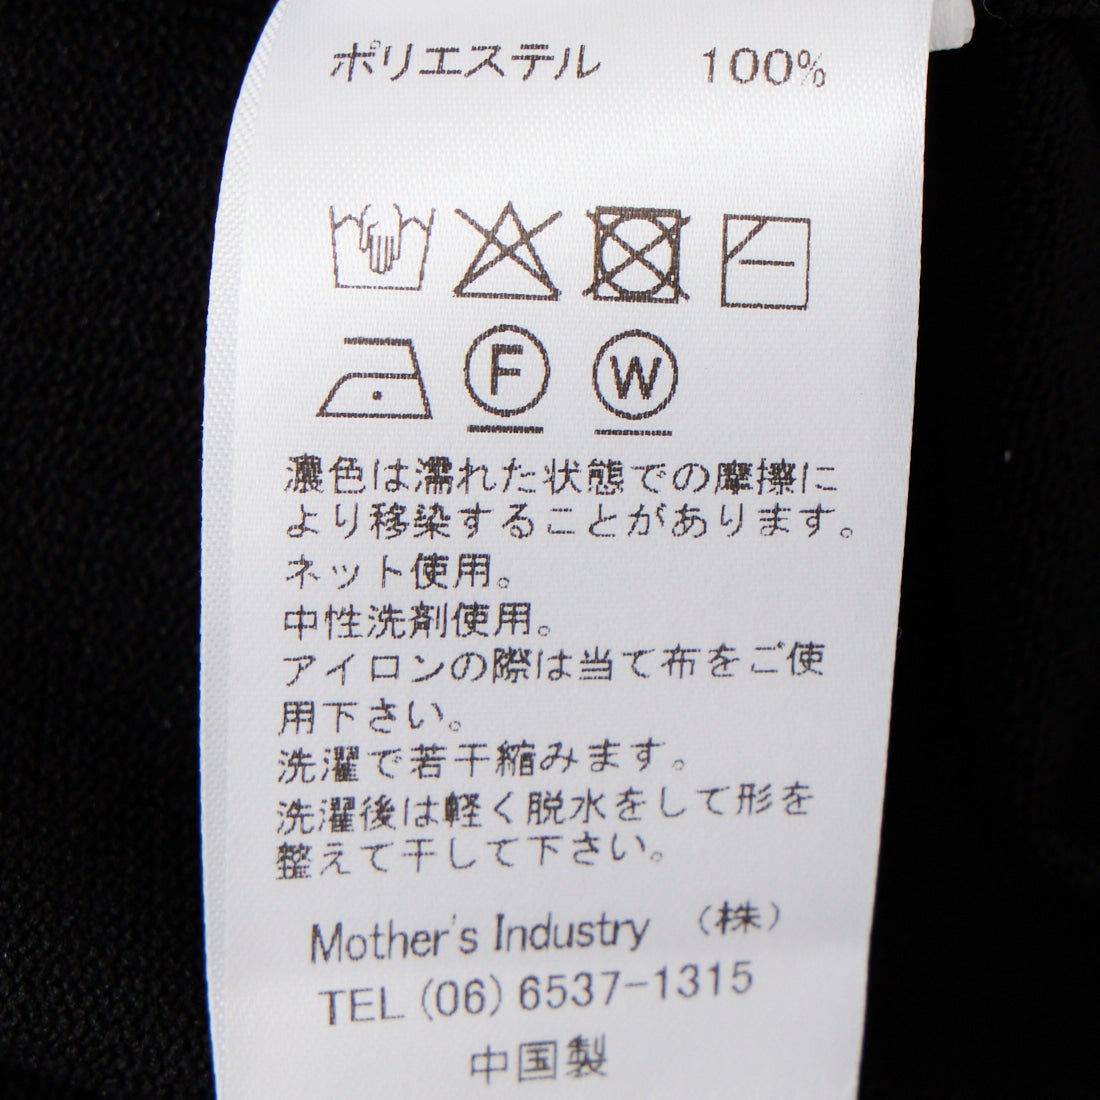 ポリエステル 100%
F W
濃色は濡れた状態での摩擦に
より移染することがあります。
ネット使用。
中性洗剤使用。
アイロンの際は当て布をご使
用下さい。
洗濯で若干縮みます。
洗濯後は軽く脱水をして形を
整えて干して下さい。
Mother's Industry (株)
TEL (06) 6537-1315
中国製